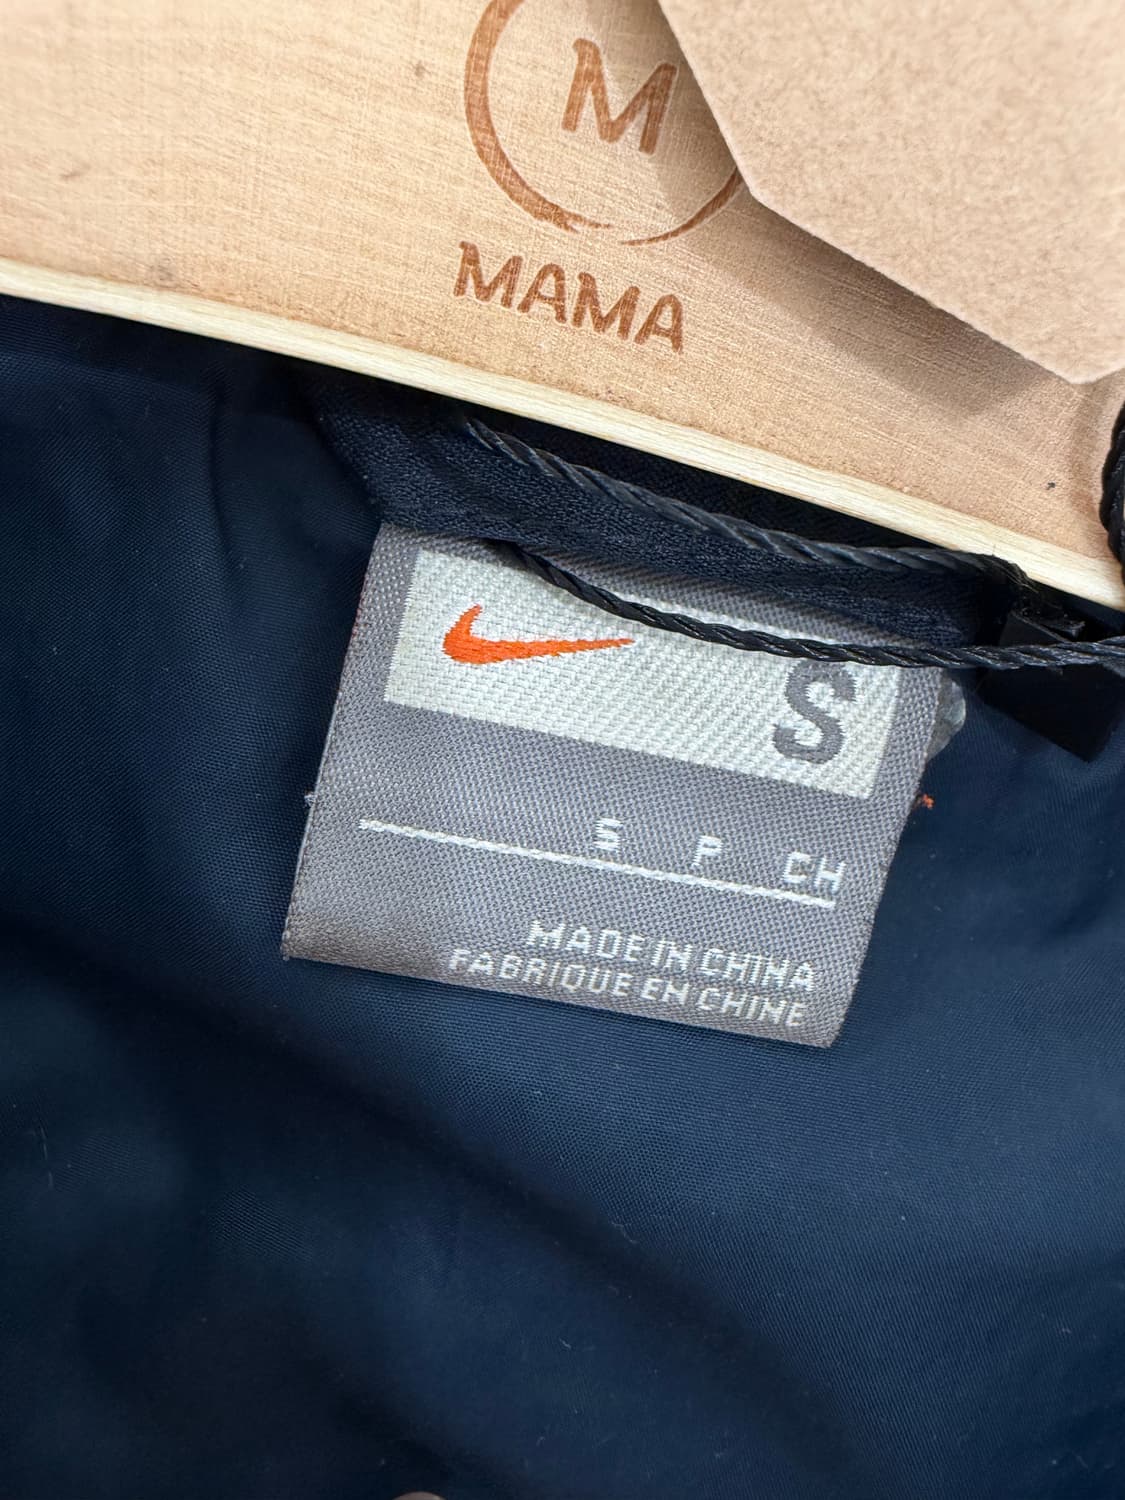 M
MAMA
S
S P CH
MADE IN CHINA
FABRIQUE EN CHINE